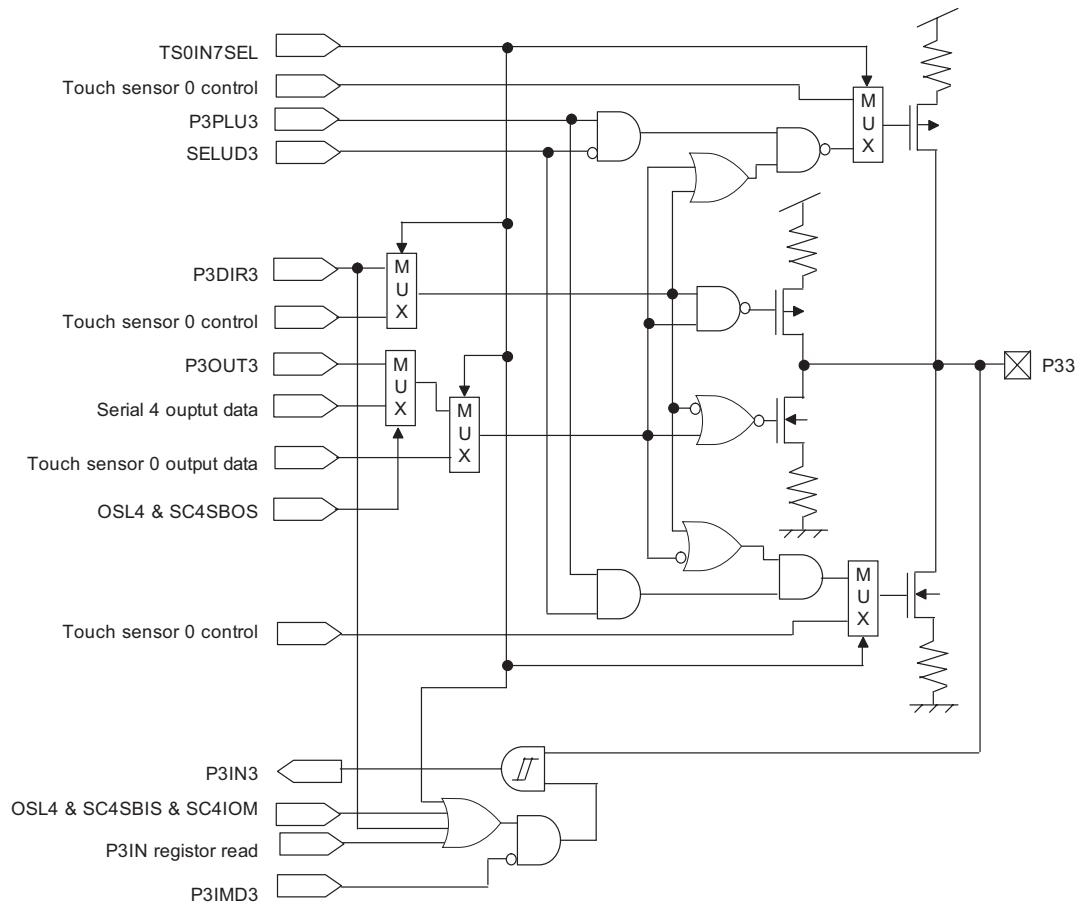 TS0IN7SEL
Touch sensor 0 control
P3PLU3
SELUD3
M
U
X
P3DIR3
M
U
X
Touch sensor 0 control
P3OUT3
M
U
X
P33
Serial 4 ouptut data
M
U
X
Touch sensor 0 output data
OSL4 & SC4SBOS
M
U
X
Touch sensor 0 control
P3IN3
OSL4 & SC4SBIS & SC4IOM
P3IN registor read
P3IMD3